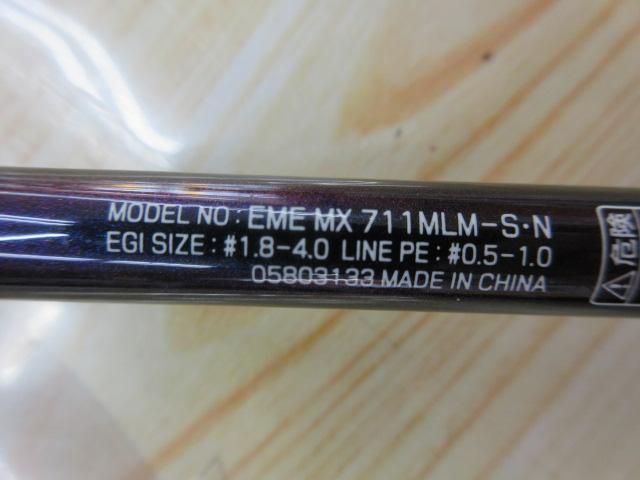 MODEL NO : EME MX 711MLM-S·N
EGI SIZE : #1.8-4.0 LINE PE : #0.5-1.0
05803133 MADE IN CHINA
危険